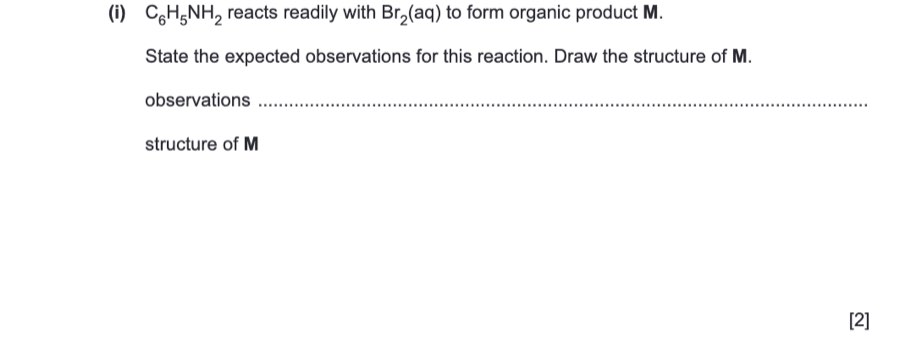 (i) C₆H₅NH₂ reacts readily with Br₂(aq) to form organic product M.
State the expected observations for this reaction. Draw the structure of M.
observations ..........................................................................................................................
structure of M
[2]